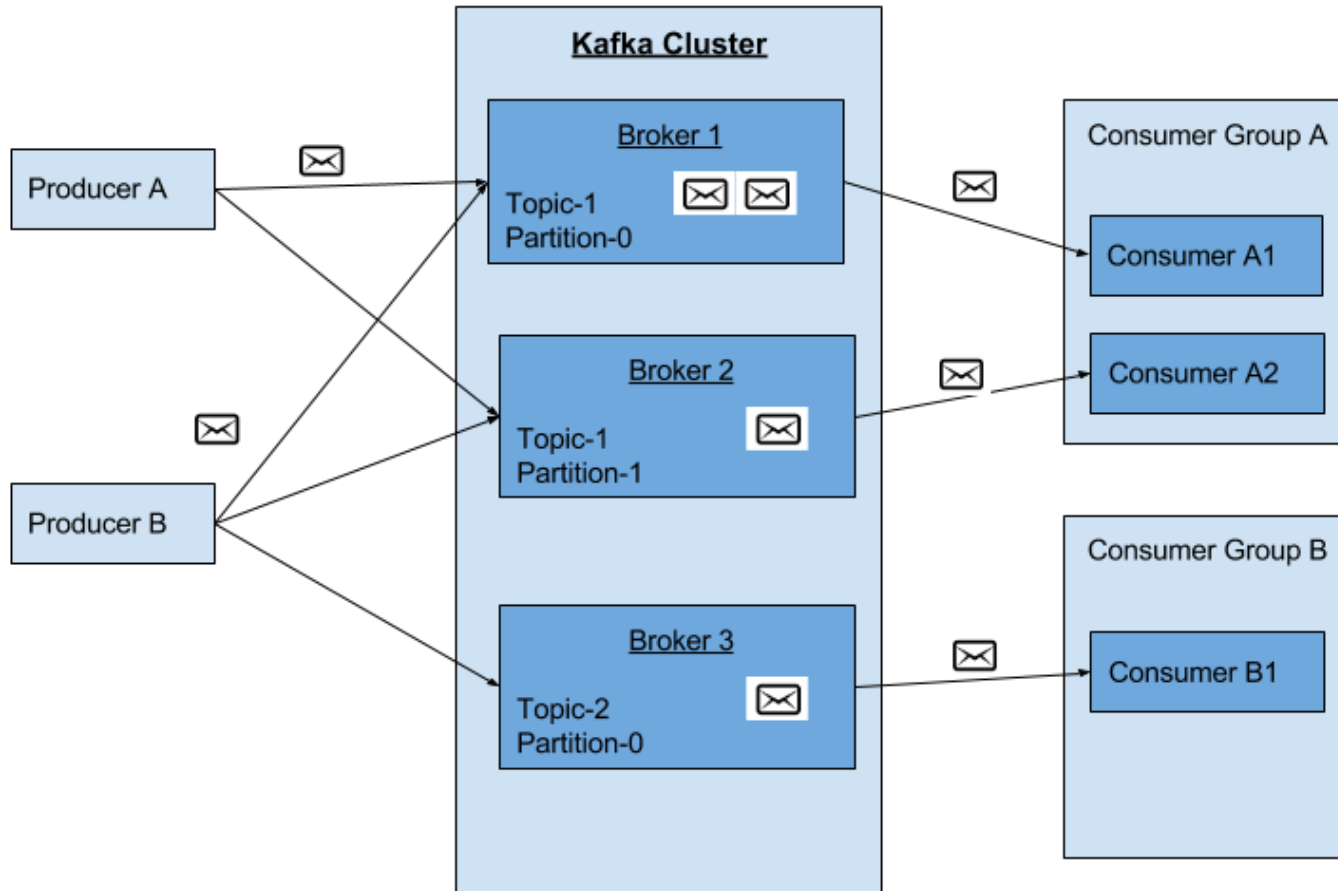 Kafka Cluster
Producer A
Producer B
Broker 1
Topic-1
Partition-0
Broker 2
Topic-1
Partition-1
Broker 3
Topic-2
Partition-0
Consumer Group A
Consumer A1
Consumer A2
Consumer Group B
Consumer B1